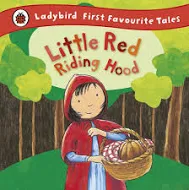 Ladybird First Favourite Tales
Little Red
Riding Hood